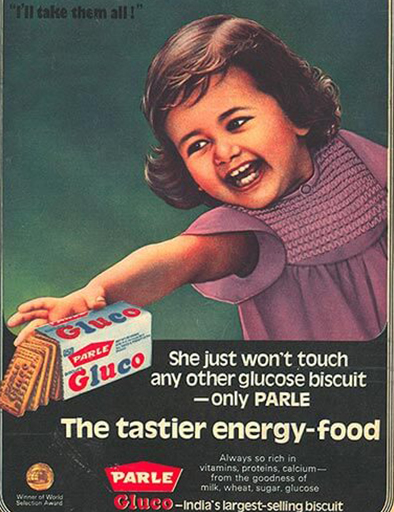 "I'll take them all!"
Gluco
PARLE
Gluco
She just won't touch
any other glucose biscuit
—only PARLE
The tastier energy-food
Always so rich in
vitamins, proteins, calcium—
from the goodness of
milk, wheat, sugar, glucose
Winner of World
Selection Award
PARLE
Gluco–India's largest-selling biscuit